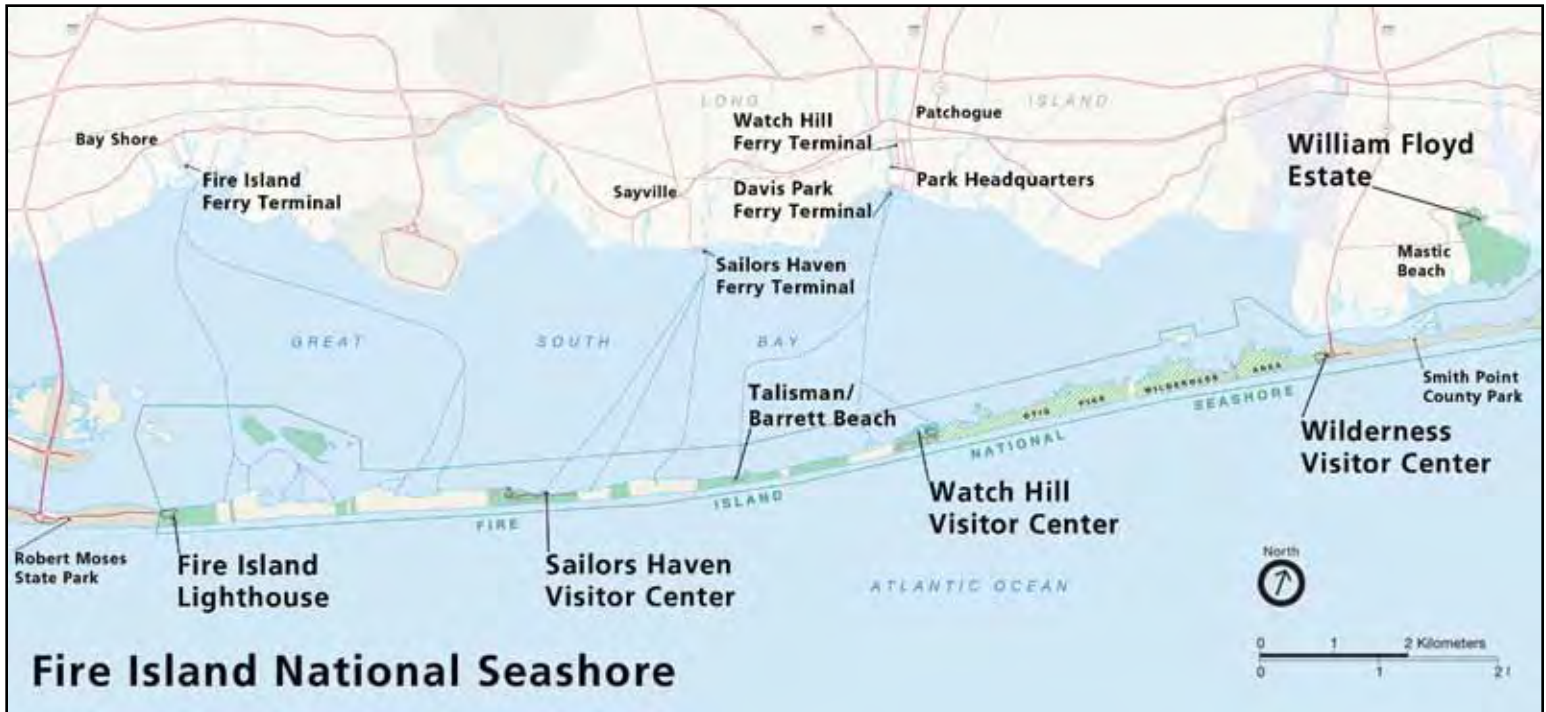 LONG
ISLAND
Bay Shore
Watch Hill
Ferry Terminal
Patchogue
William Floyd
Estate
Fire Island
Ferry Terminal
Sayville
Davis Park
Ferry Terminal
Park Headquarters
Mastic
Beach
Sailors Haven
Ferry Terminal
GREAT
SOUTH
BAY
Talisman/
Barrett Beach
OTIS PIKE WILDERNESS AREA
Smith Point
County Park
FIRE
ISLAND
NATIONAL
SEASHORE
Wilderness
Visitor Center
Watch Hill
Visitor Center
Robert Moses
State Park
Fire Island
Lighthouse
Sailors Haven
Visitor Center
ATLANTIC OCEAN
North
0 1 2 Kilometers
0 1 2
Fire Island National Seashore